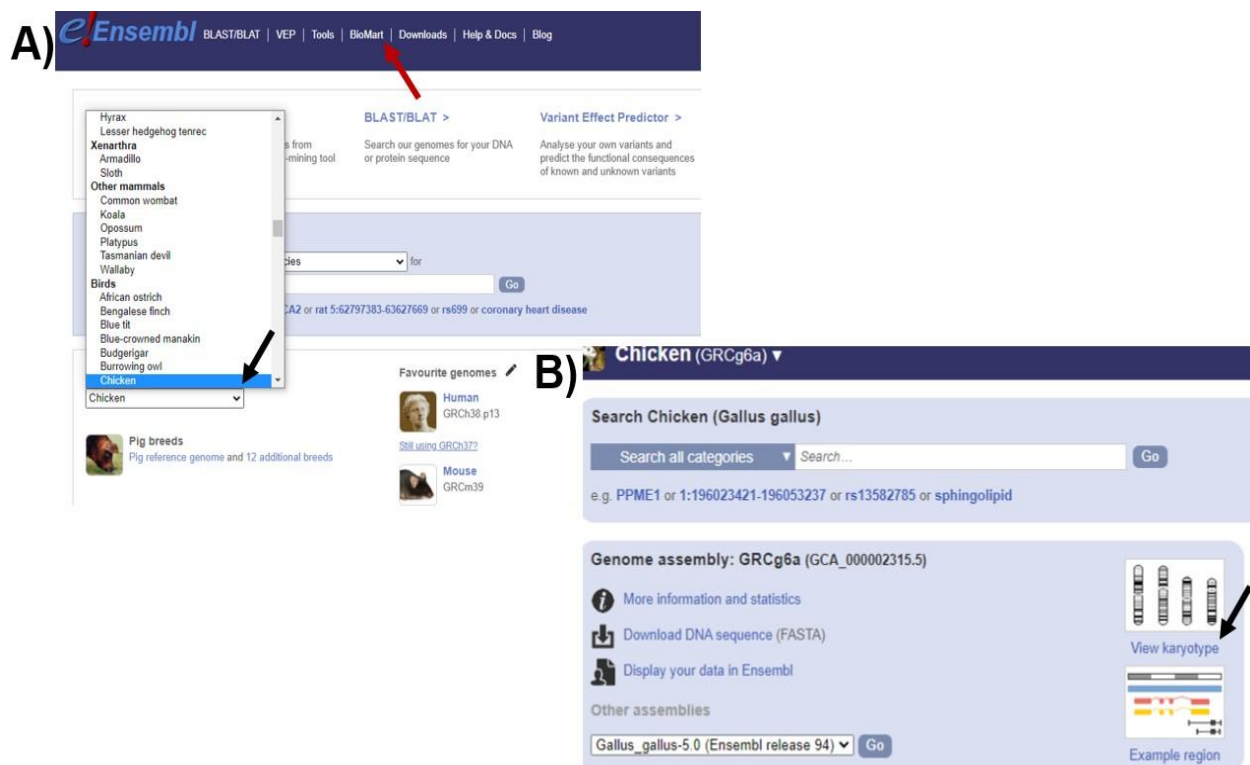 A)
e!Ensembl BLAST/BLAT | VEP | Tools | BioMart | Downloads | Help & Docs | Blog
Hyrax
Lesser hedgehog tenrec
Xenarthra
Armadillo
Sloth
Other mammals
Common wombat
Koala
Opossum
Platypus
Tasmanian devil
Wallaby
Birds
African ostrich
Bengalese finch
Blue tit
Blue-crowned manakin
Budgerigar
Burrowing owl
Chicken
Chicken
s from
-mining tool
BLAST/BLAT >
Search our genomes for your DNA
or protein sequence
Variant Effect Predictor >
Analyse your own variants and
predict the functional consequences
of known and unknown variants
cies
for
Go
CA2 or rat 5:62797383-63627669 or rs699 or coronary heart disease
Pig breeds
Pig reference genome and 12 additional breeds
Favourite genomes
Human
GRCh38.p13
Still using GRCh37?
Mouse
GRCm39
B)
Chicken (GRCg6a) ▼
Search Chicken (Gallus gallus)
Search all categories ▼ Search...
Go
e.g. PPME1 or 1:196023421-196053237 or rs13582785 or sphingolipid
Genome assembly: GRCg6a (GCA_000002315.5)
More information and statistics
Download DNA sequence (FASTA)
Display your data in Ensembl
Other assemblies
Gallus_gallus-5.0 (Ensembl release 94)
Go
View karyotype
Example region